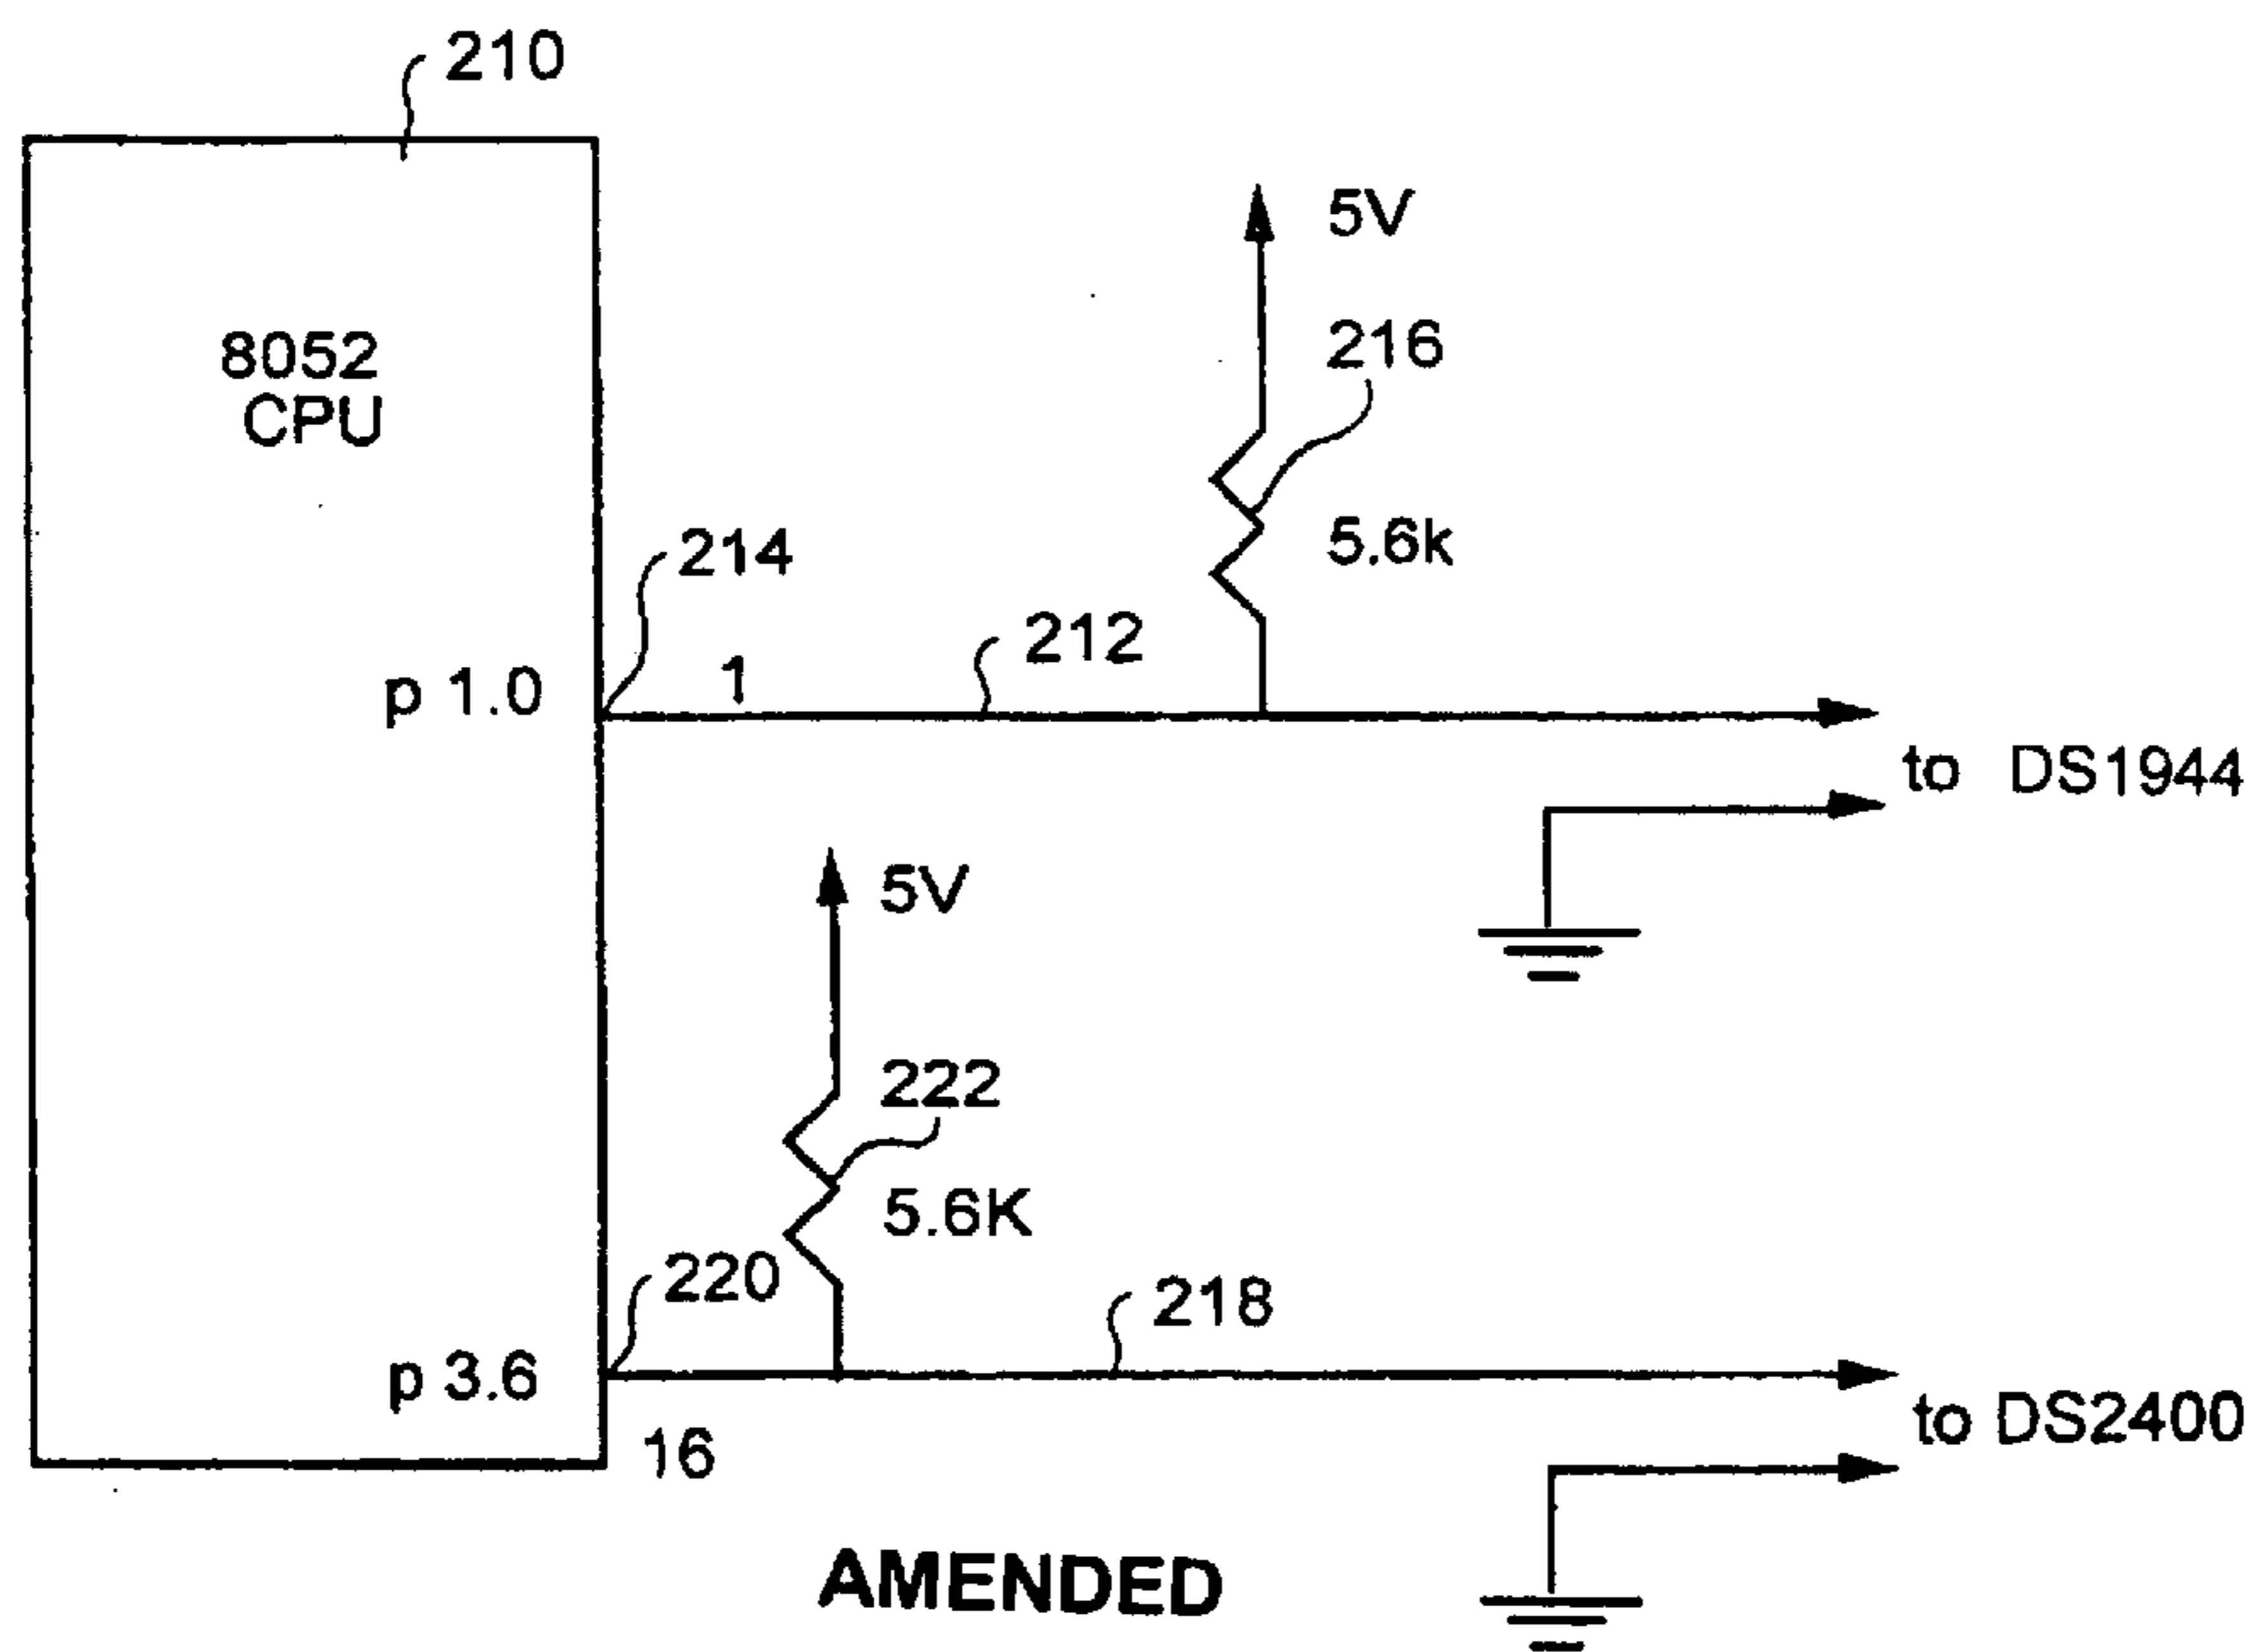 210
8052
CPU
5V
216
5.6k
214
212
p 1.0
1
to DS1944
5V
222
5.6K
220
218
p 3.6
to DS2400
16
AMENDED